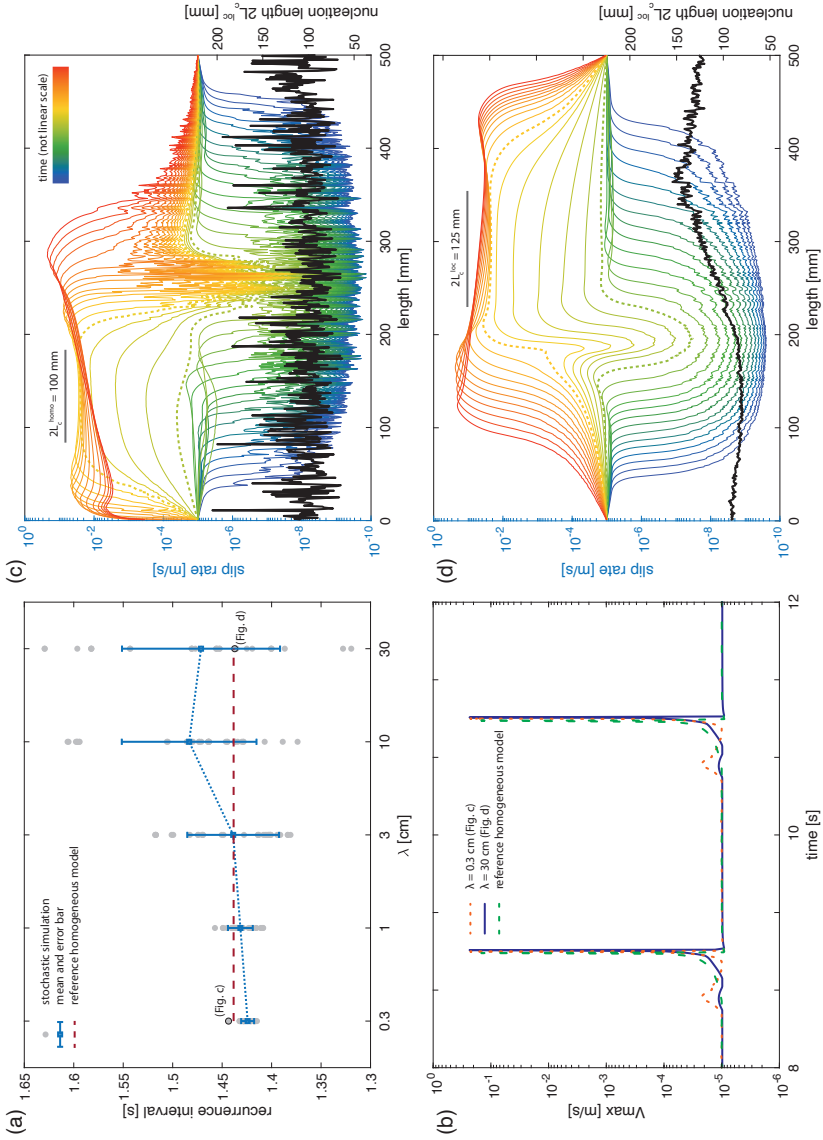 (a)
1.65
1.6
1.55
1.5
1.45
1.4
1.35
1.3
recurrence interval [s]
stochastic simulation
mean and error bar
reference homogeneous model
(Fig. c)
(Fig. d)
0.3
1
3
10
30
λ [cm]
(b)
10^0
10^-1
10^-2
10^-3
10^-4
10^-5
10^-6
Vmax [m/s]
λ = 0.3 cm (Fig. c)
λ = 30 cm (Fig. d)
reference homogeneous model
8
10
12
time [s]
(c)
10^0
10^-2
10^-4
10^-6
10^-8
10^-10
slip rate [m/s]
2L_c^homo = 100 mm
time (not linear scale)
200
150
100
50
nucleation length 2L_c^loc [mm]
0
100
200
300
400
500
length [mm]
(d)
10^0
10^-2
10^-4
10^-6
10^-8
10^-10
slip rate [m/s]
2L_c^loc = 125 mm
200
150
100
50
nucleation length 2L_c^loc [mm]
0
100
200
300
400
500
length [mm]